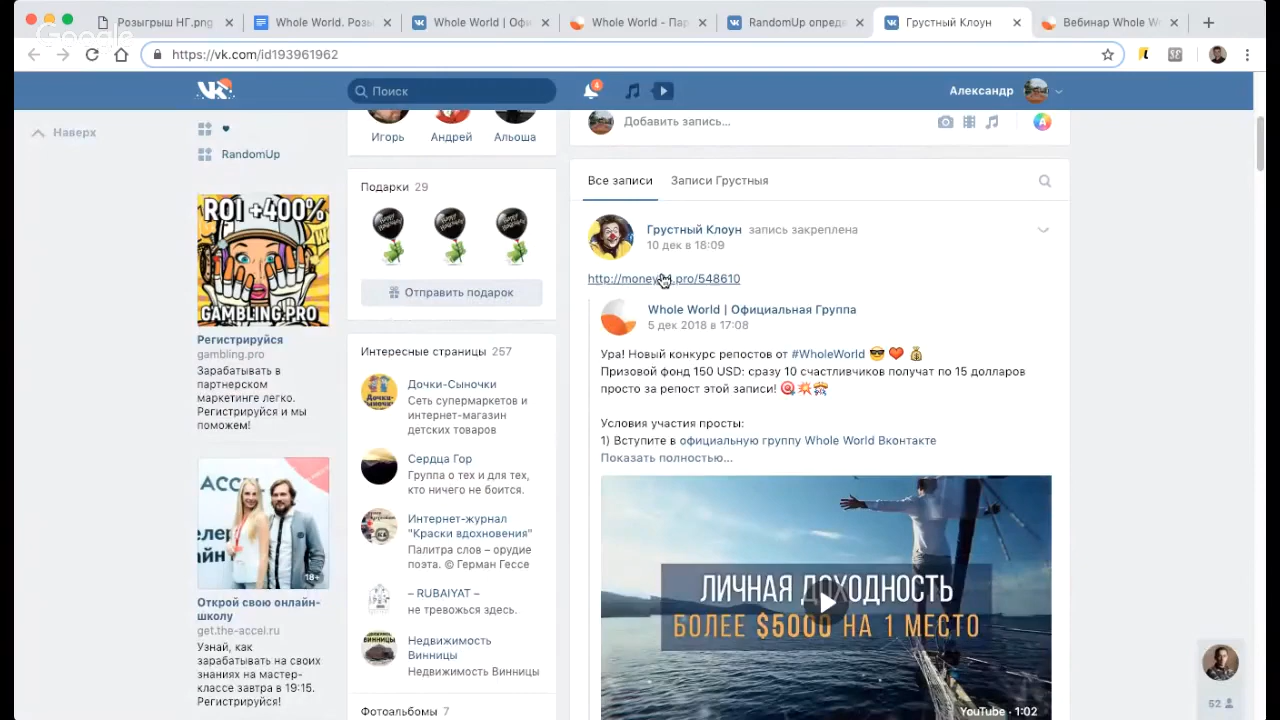 Розыгрыш НГ.png
Whole World. Розы
Whole World | Офи
Whole World - Пар
RandomUp опреде
Грустный Клоун
Вебинар Whole W
Google
https://vk.com/id193961962
Поиск
4
Александр
Наверх
RandomUp
ROI +400%
GAMBLING.PRO
Регистрируйся
gambling.pro
Зарабатывать в
партнерском
маркетинге легко.
Регистрируйся и мы
поможем!
18+
Открой свою онлайн-
школу
get.the-accel.ru
Узнай, как
зарабатывать на своих
знаниях на мастер-
классе завтра в 19:15.
Регистрируйся!
Игорь
Андрей
Альоша
Подарки 29
Отправить подарок
Интересные страницы 257
Дочки-Сыночки
Сеть супермаркетов и
интернет-магазин
детских товаров
Сердца Гор
Группа о тех и для тех,
кто ничего не боится.
Интернет-журнал
"Краски вдохновения"
Палитра слов – орудие
поэта. © Герман Гессе
– RUBAIYAT –
не тревожься здесь.
Недвижимость
Винницы
Недвижимость Винницы
Фотоальбомы 7
Добавить запись...
Все записи
Записи Грустныя
Грустный Клоун запись закреплена
10 дек в 18:09
Whole World | Официальная Группа
5 дек 2018 в 17:08
Ура! Новый конкурс репостов от #WholeWorld 😎 ❤️ 💰
Призовой фонд 150 USD: сразу 10 счастливчиков получат по 15 долларов
просто за репост этой записи!
Условия участия просты:
1) Вступите в официальную группу Whole World Вконтакте
Показать полностью...
ЛИЧНАЯ ДОХОДНОСТЬ
БОЛЕЕ $5000 НА 1 МЕСТО
YouTube · 1:02
52